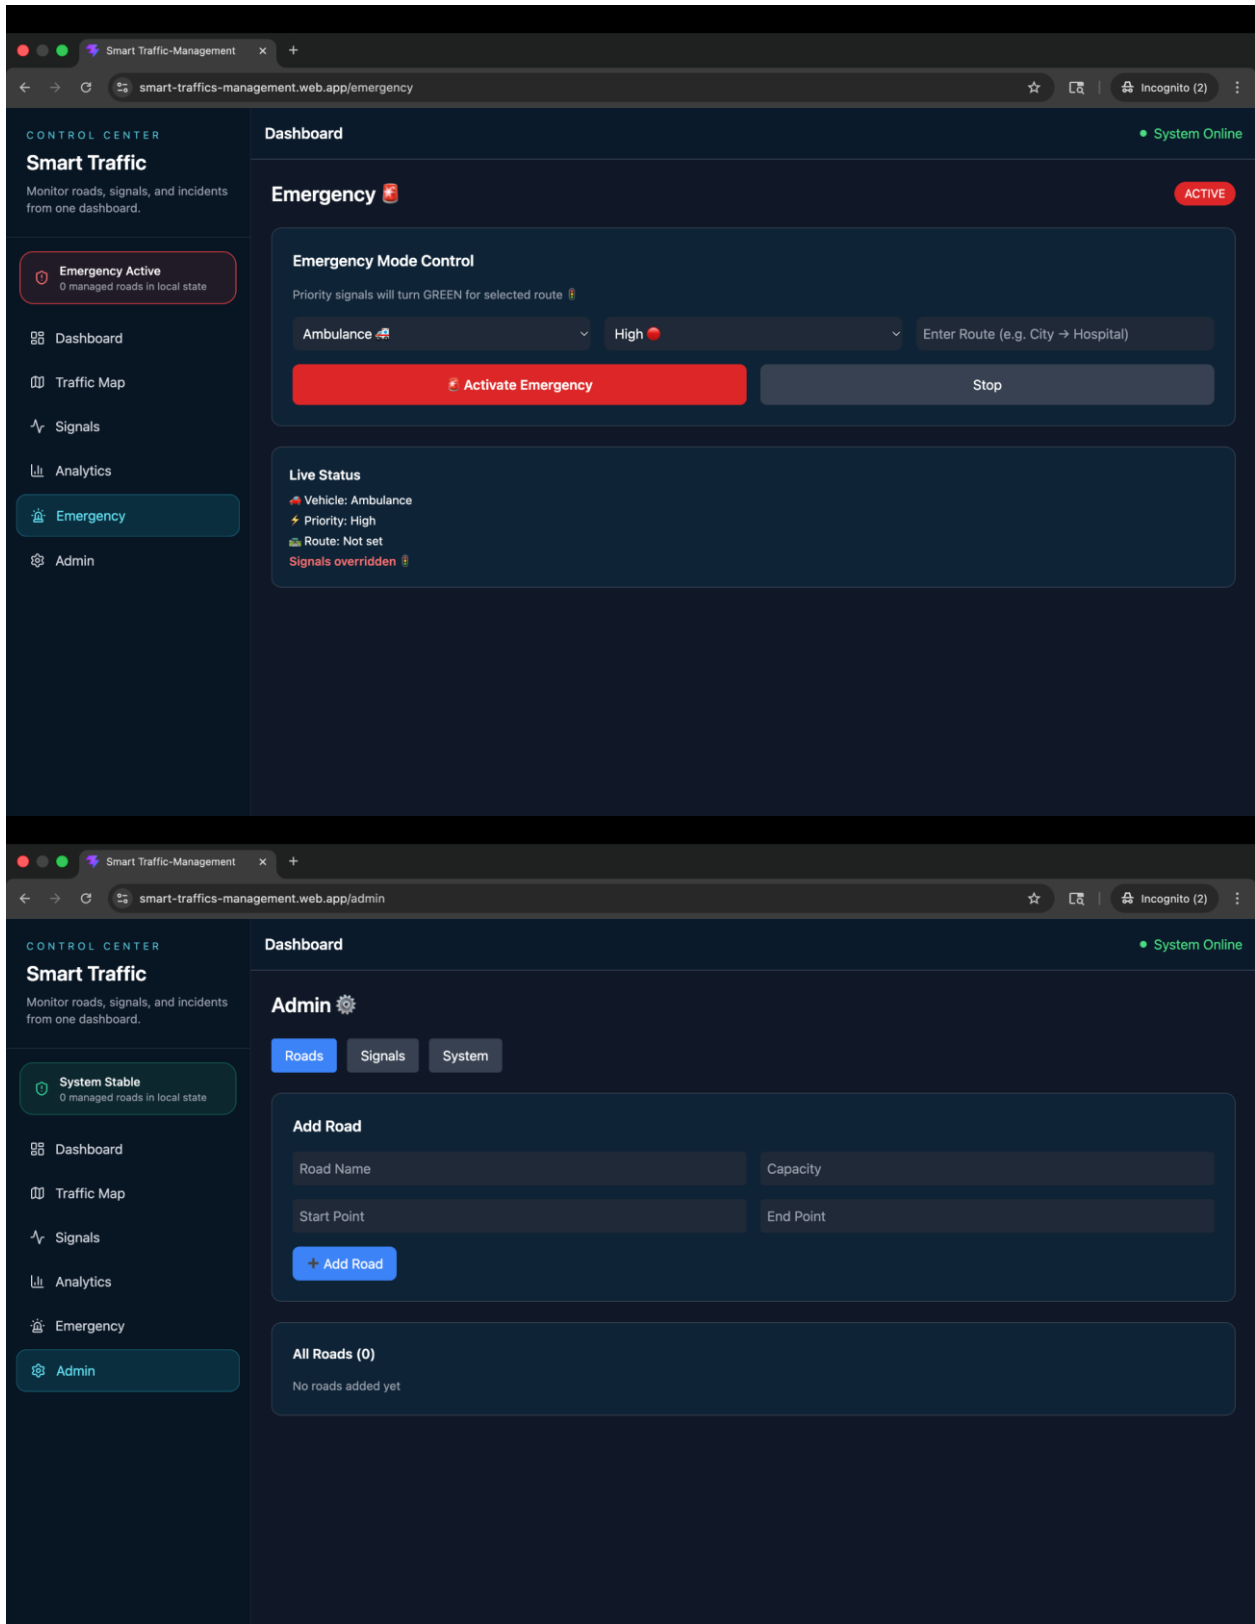 Smart Traffic-Management
smart-traffics-management.web.app/emergency
Incognito (2)
CONTROL CENTER
Smart Traffic
Monitor roads, signals, and incidents
from one dashboard.
Emergency Active
0 managed roads in local state
Dashboard
Traffic Map
Signals
Analytics
Emergency
Admin
Dashboard
System Online
Emergency 🚨
ACTIVE
Emergency Mode Control
Priority signals will turn GREEN for selected route 🚦
Ambulance 🚑
High 🔴
Enter Route (e.g. City → Hospital)
🚨 Activate Emergency
Stop
Live Status
🚗 Vehicle: Ambulance
⚡ Priority: High
🛣️ Route: Not set
Signals overridden 🚦
Smart Traffic-Management
smart-traffics-management.web.app/admin
Incognito (2)
CONTROL CENTER
Smart Traffic
Monitor roads, signals, and incidents
from one dashboard.
System Stable
0 managed roads in local state
Dashboard
Traffic Map
Signals
Analytics
Emergency
Admin
Dashboard
System Online
Admin ⚙️
Roads
Signals
System
Add Road
Road Name
Capacity
Start Point
End Point
➕ Add Road
All Roads (0)
No roads added yet